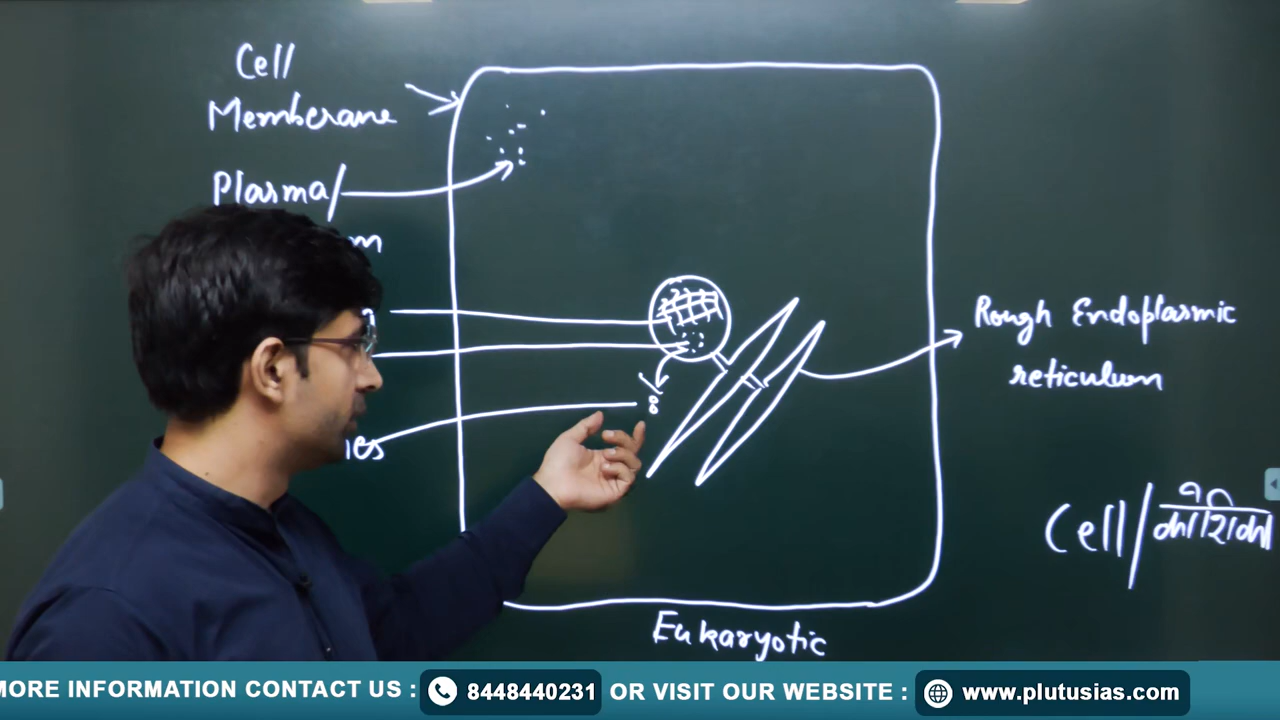 Cell
Membrane
Plasma/
Rough Endoplasmic
reticulum
Cell/कोशिका
Eukaryotic
MORE INFORMATION CONTACT US : 8448440231 OR VISIT OUR WEBSITE : www.plutusias.com